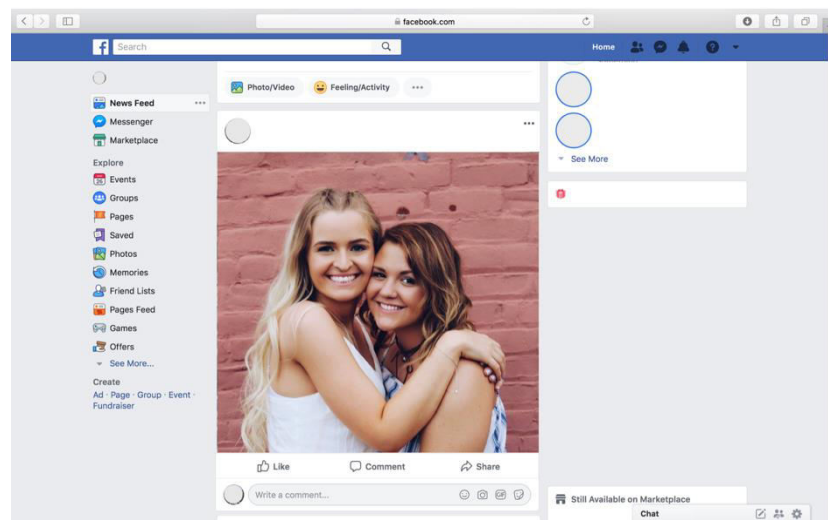 facebook.com
f Search
Home
News Feed
Messenger
Marketplace
Explore
Events
Groups
Pages
Saved
Photos
Memories
Friend Lists
Pages Feed
Games
Offers
See More...
Create
Ad · Page · Group · Event ·
Fundraiser
Photo/Video Feeling/Activity
Like Comment Share
Write a comment...
GIF
See More
Still Available on Marketplace
Chat